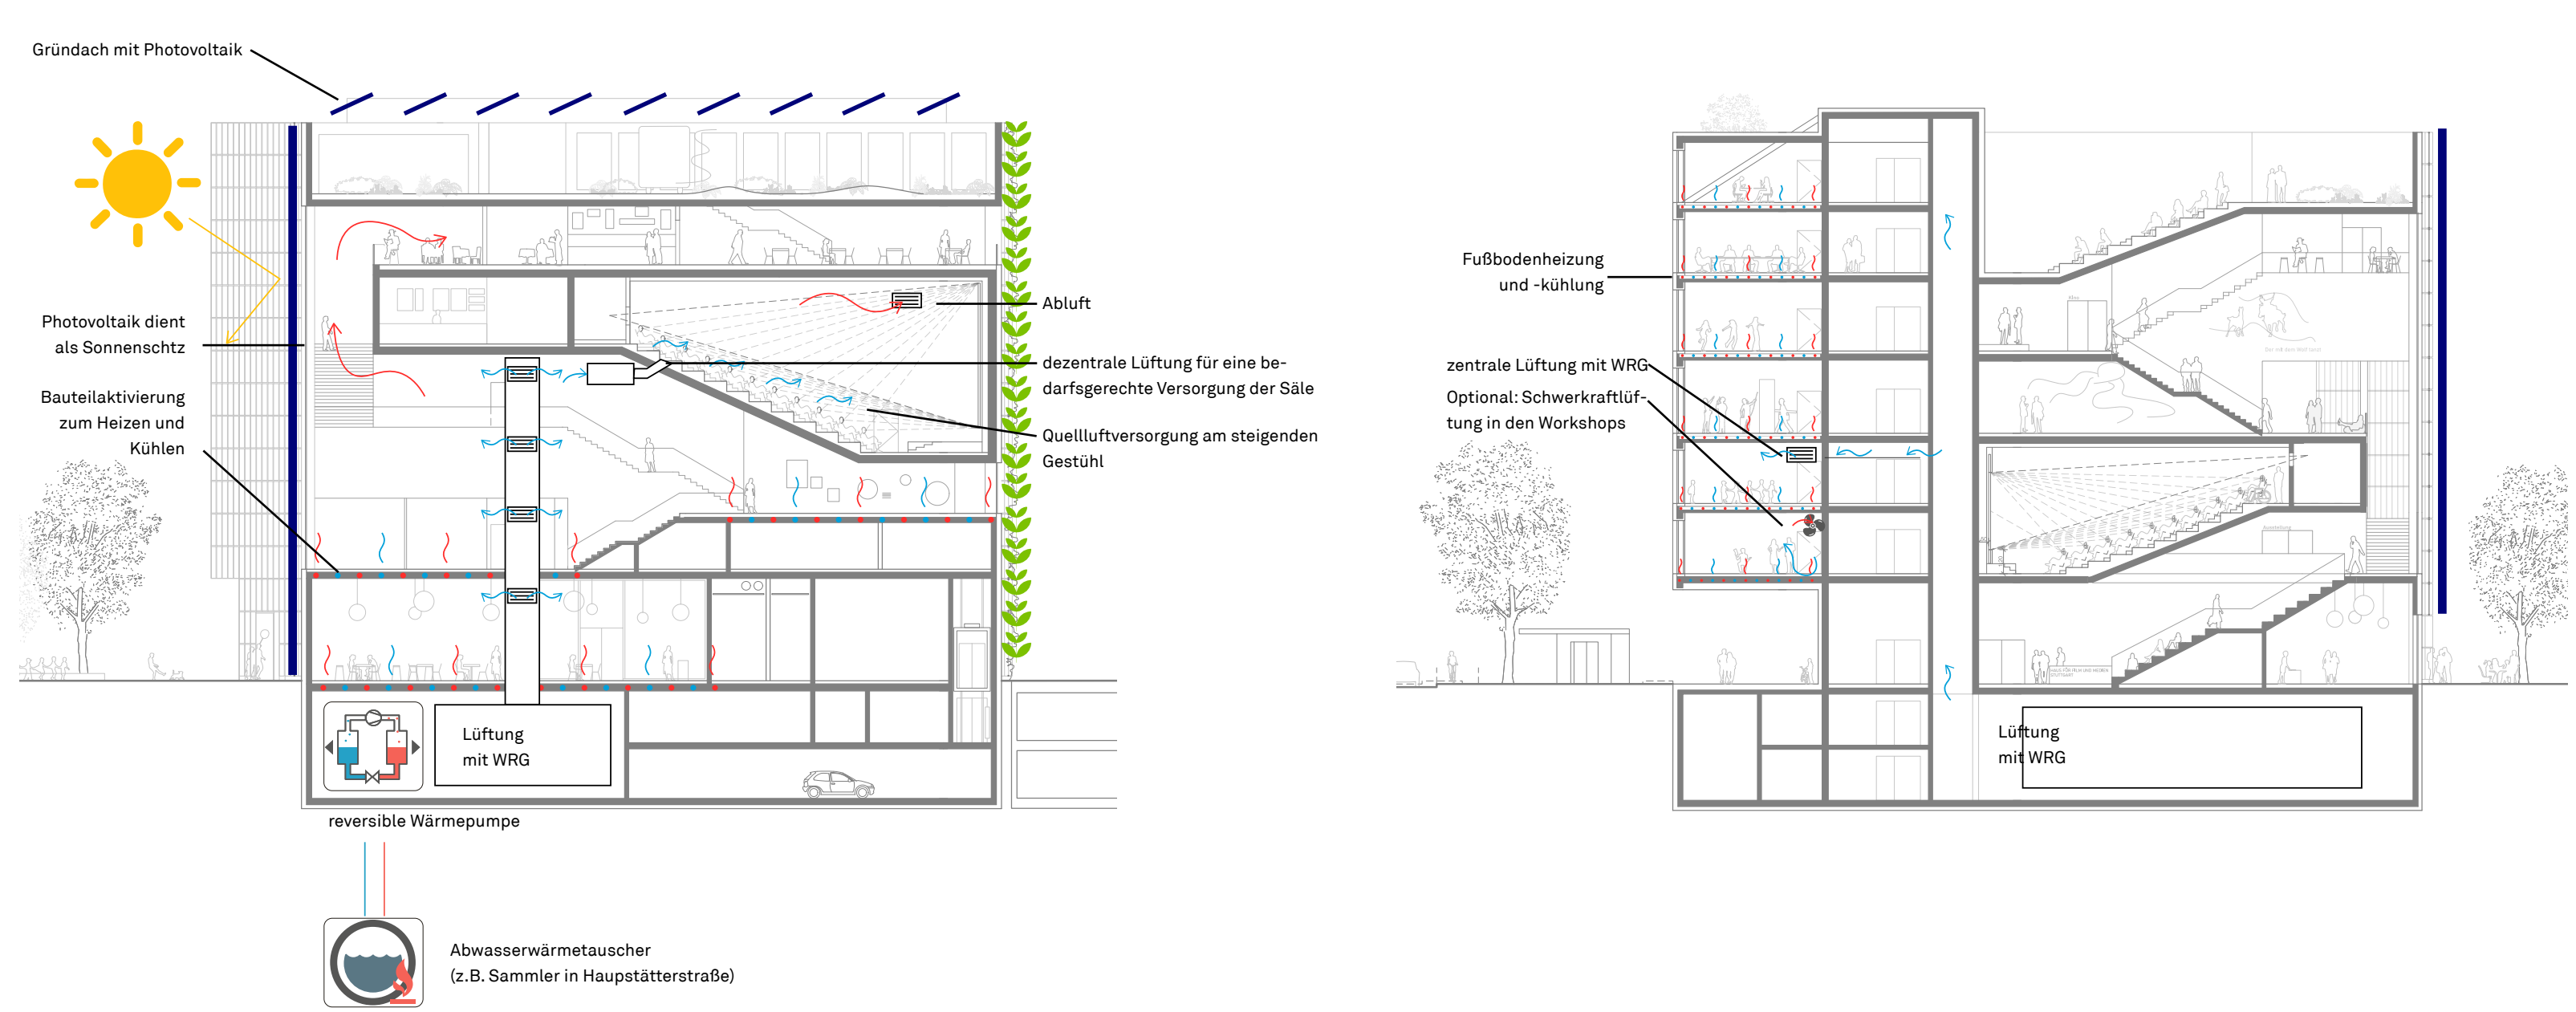 Gründach mit Photovoltaik
Photovoltaik dient
als Sonnenschtz
Bauteilaktivierung
zum Heizen und
Kühlen
Abluft
dezentrale Lüftung für eine be-
darfsgerechte Versorgung der Säle
Quellluftversorgung am steigenden
Gestühl
Lüftung
mit WRG
reversible Wärmepumpe
Abwasserwärmetauscher
(z.B. Sammler in Haupstätterstraße)
Fußbodenheizung
und -kühlung
zentrale Lüftung mit WRG
Optional: Schwerkraftlüf-
tung in den Workshops
Lüftung
mit WRG